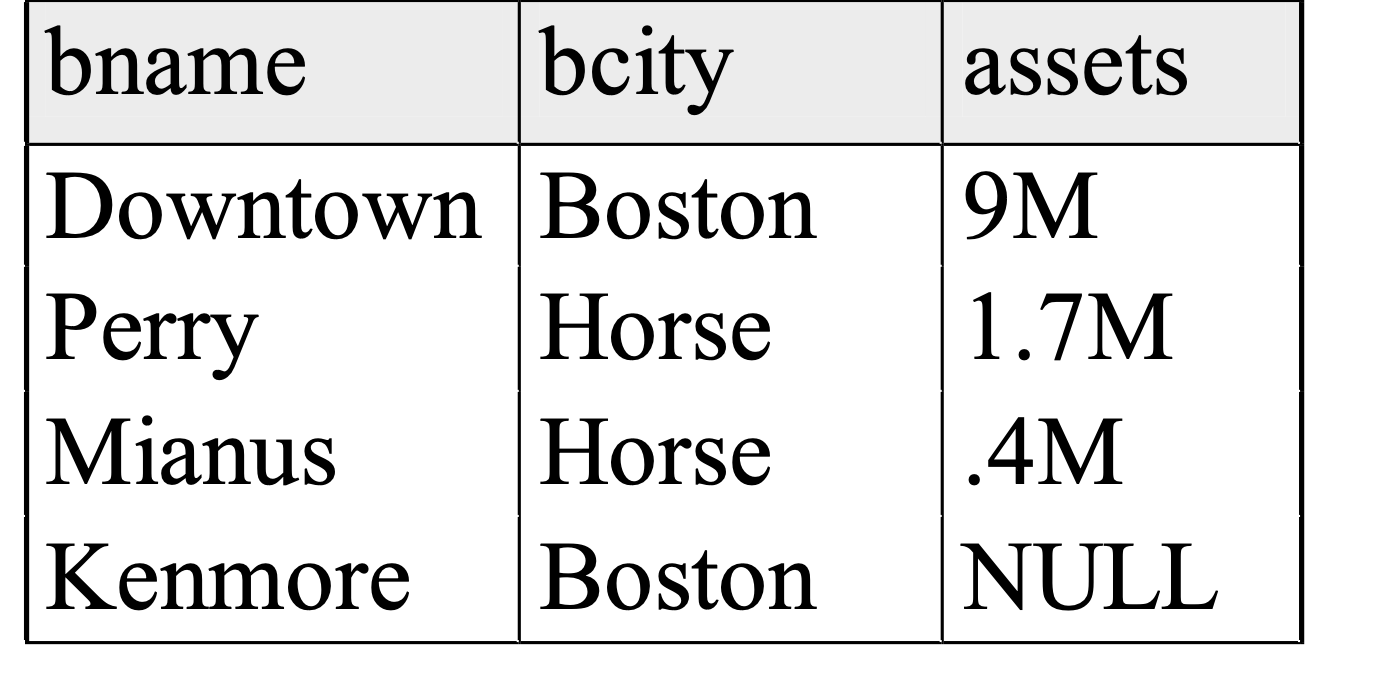 bname bcity assets
Downtown Boston 9M
Perry Horse 1.7M
Mianus Horse .4M
Kenmore Boston NULL